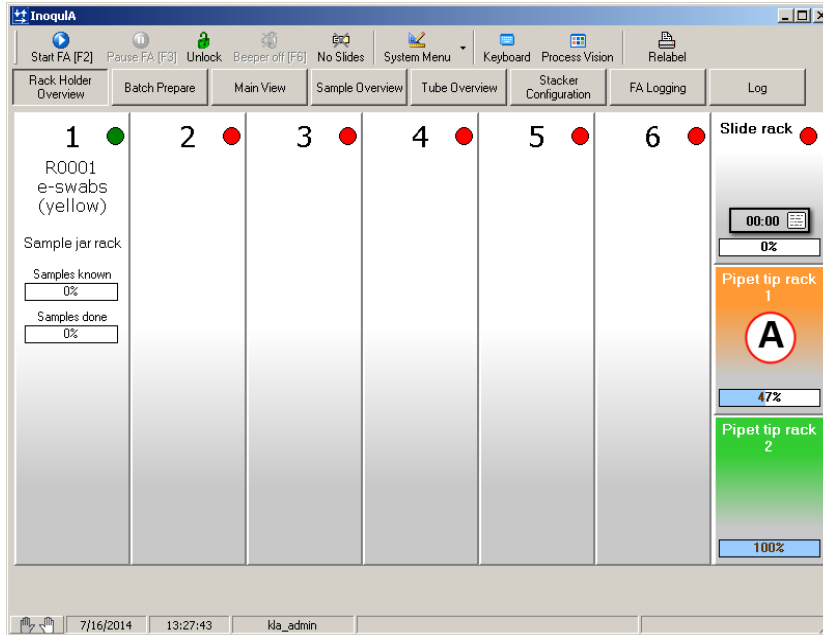 InoqulA
Start FA [F2] Pause FA [F3] Unlock Beeper off [F6] No Slides System Menu Keyboard Process Vision Relabel
Rack Holder
Overview
Batch Prepare
Main View
Sample Overview
Tube Overview
Stacker
Configuration
FA Logging
Log
1
R0001
e-swabs
(yellow)
Sample jar rack
Samples known
0%
Samples done
0%
2
3
4
5
6
Slide rack
00:00
0%
Pipet tip rack
1
A
47%
Pipet tip rack
2
100%
7/16/2014 13:27:43 kla_admin